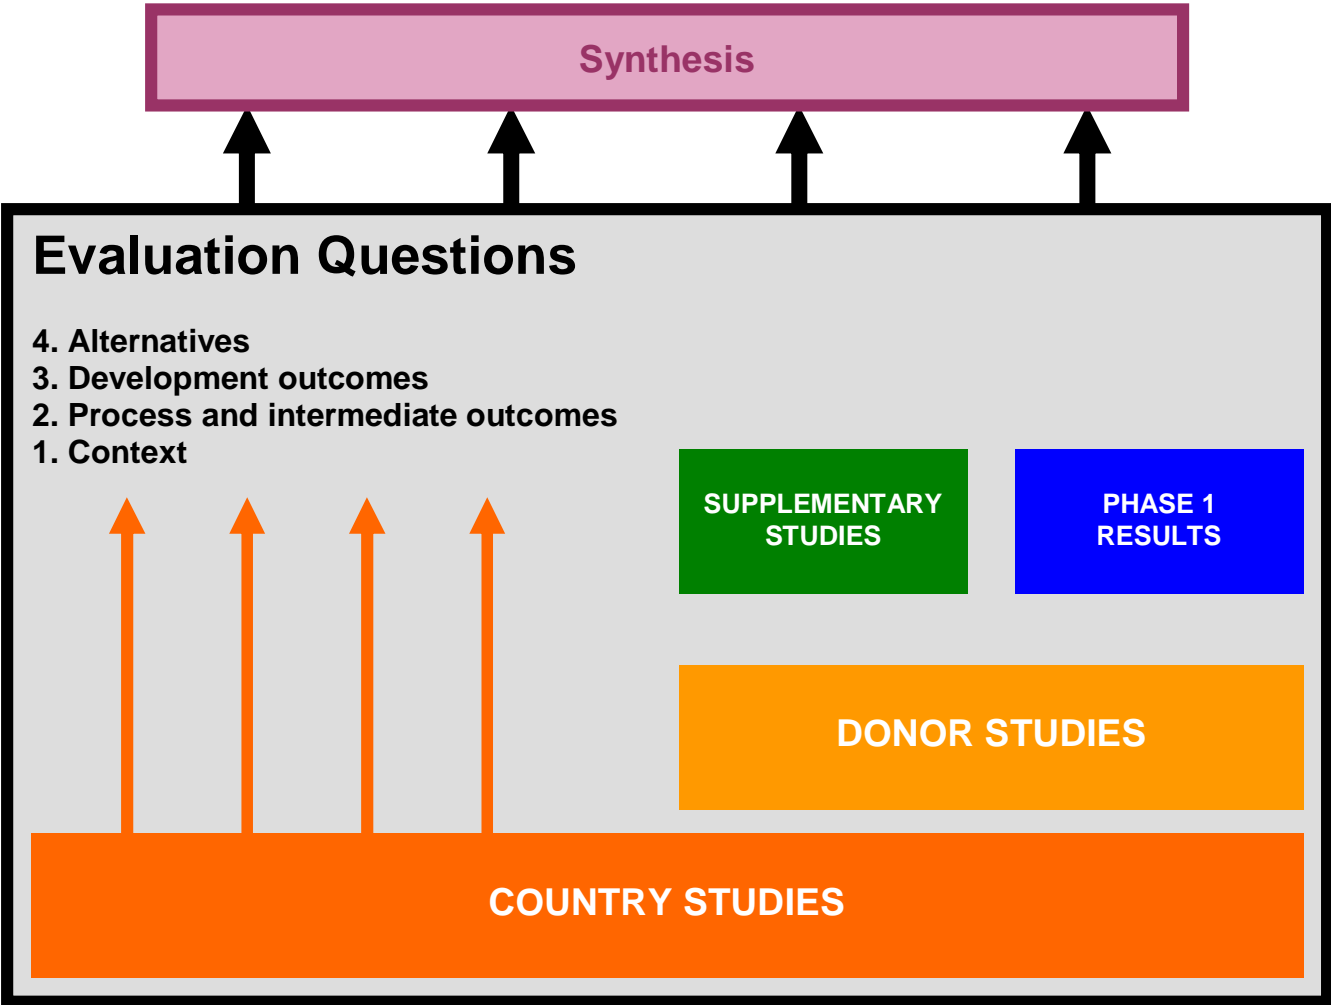 Synthesis
Evaluation Questions
4. Alternatives
3. Development outcomes
2. Process and intermediate outcomes
1. Context
SUPPLEMENTARY
STUDIES
PHASE 1
RESULTS
DONOR STUDIES
COUNTRY STUDIES